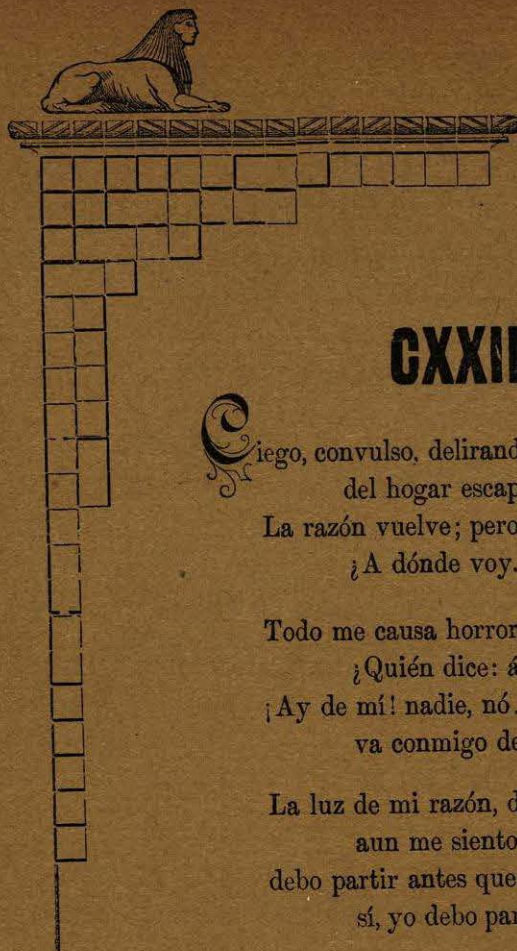 CXXII
Ciego, convulso, delirand
del hogar escap
La razón vuelve; pero
¿A dónde voy.
Todo me causa horror
¿Quién dice: á
¡Ay de mí! nadie, nó.
va conmigo de
La luz de mi razón, d
aun me siento
debo partir antes que
sí, yo debo par